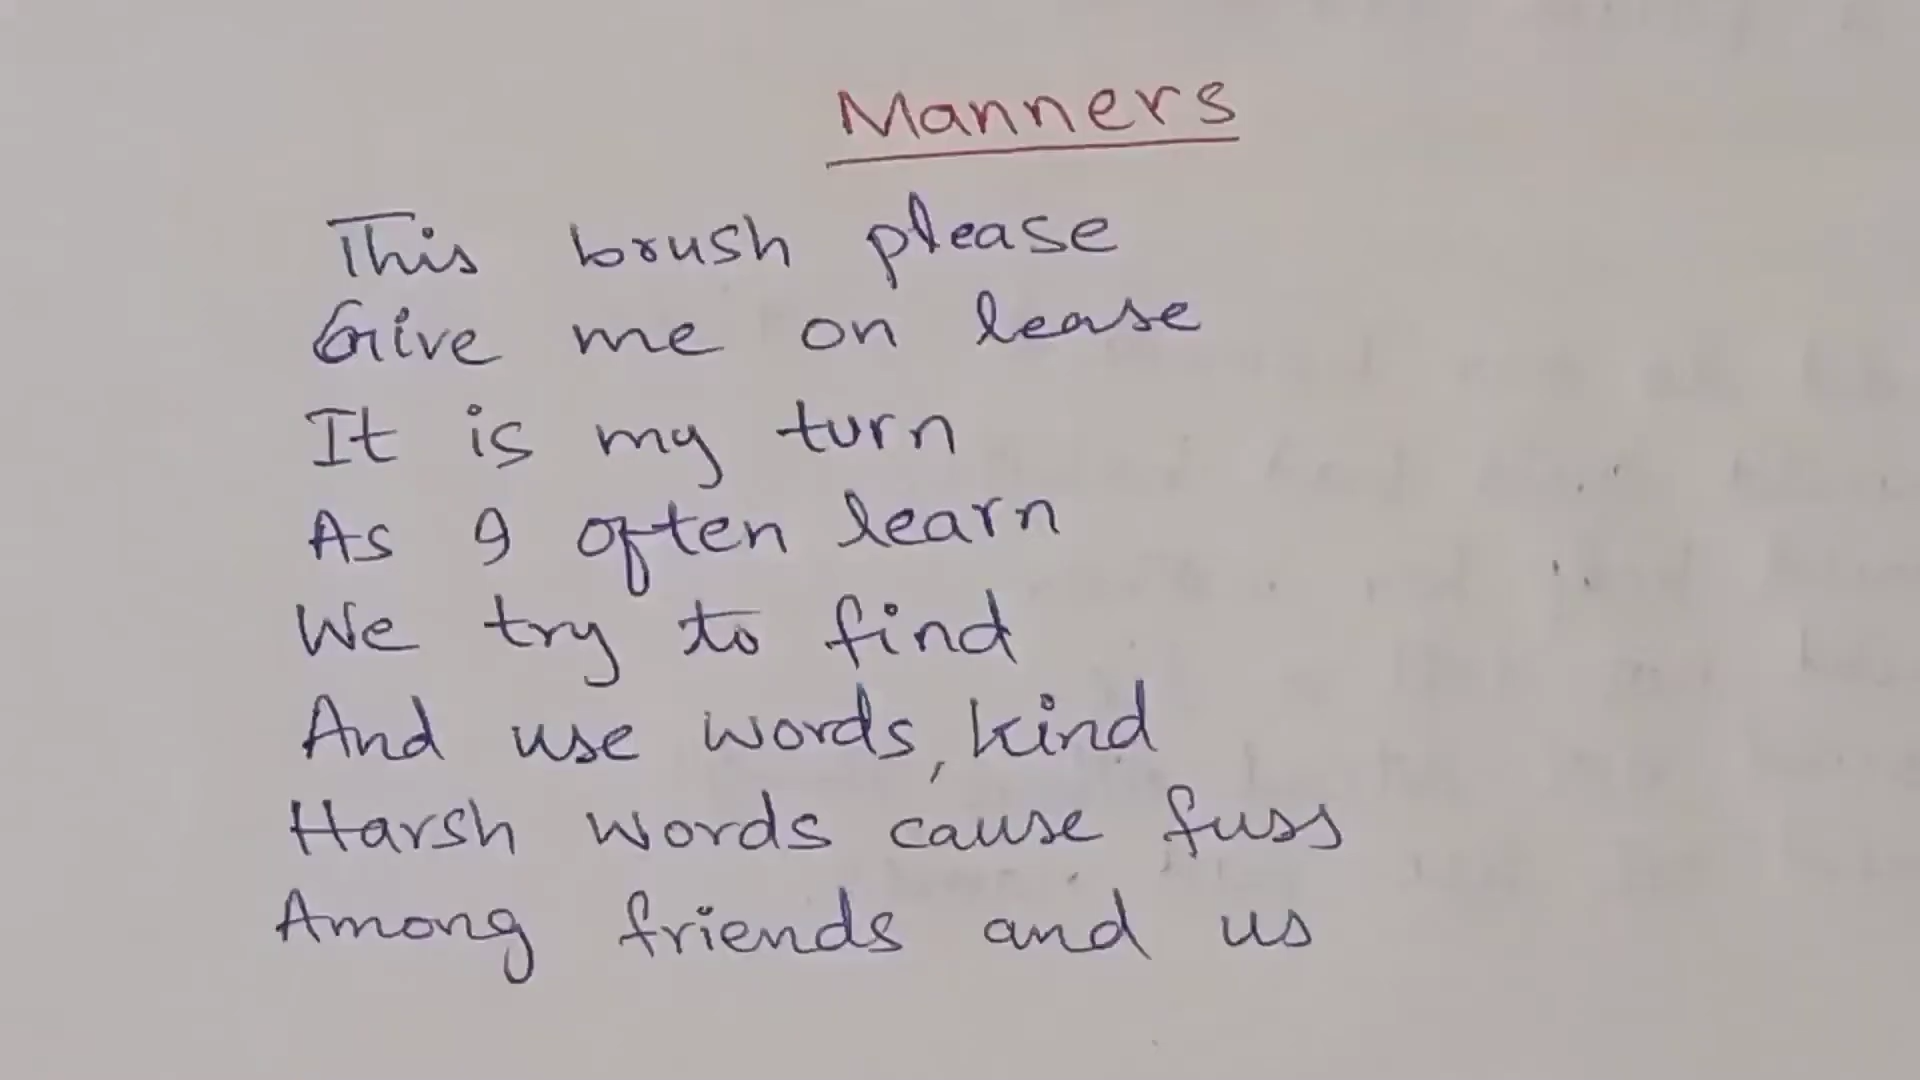 Manners
This brush please
Give me on lease
It is my turn
As I often learn
We try to find
And use words, kind
Harsh words cause fuss
Among friends and us